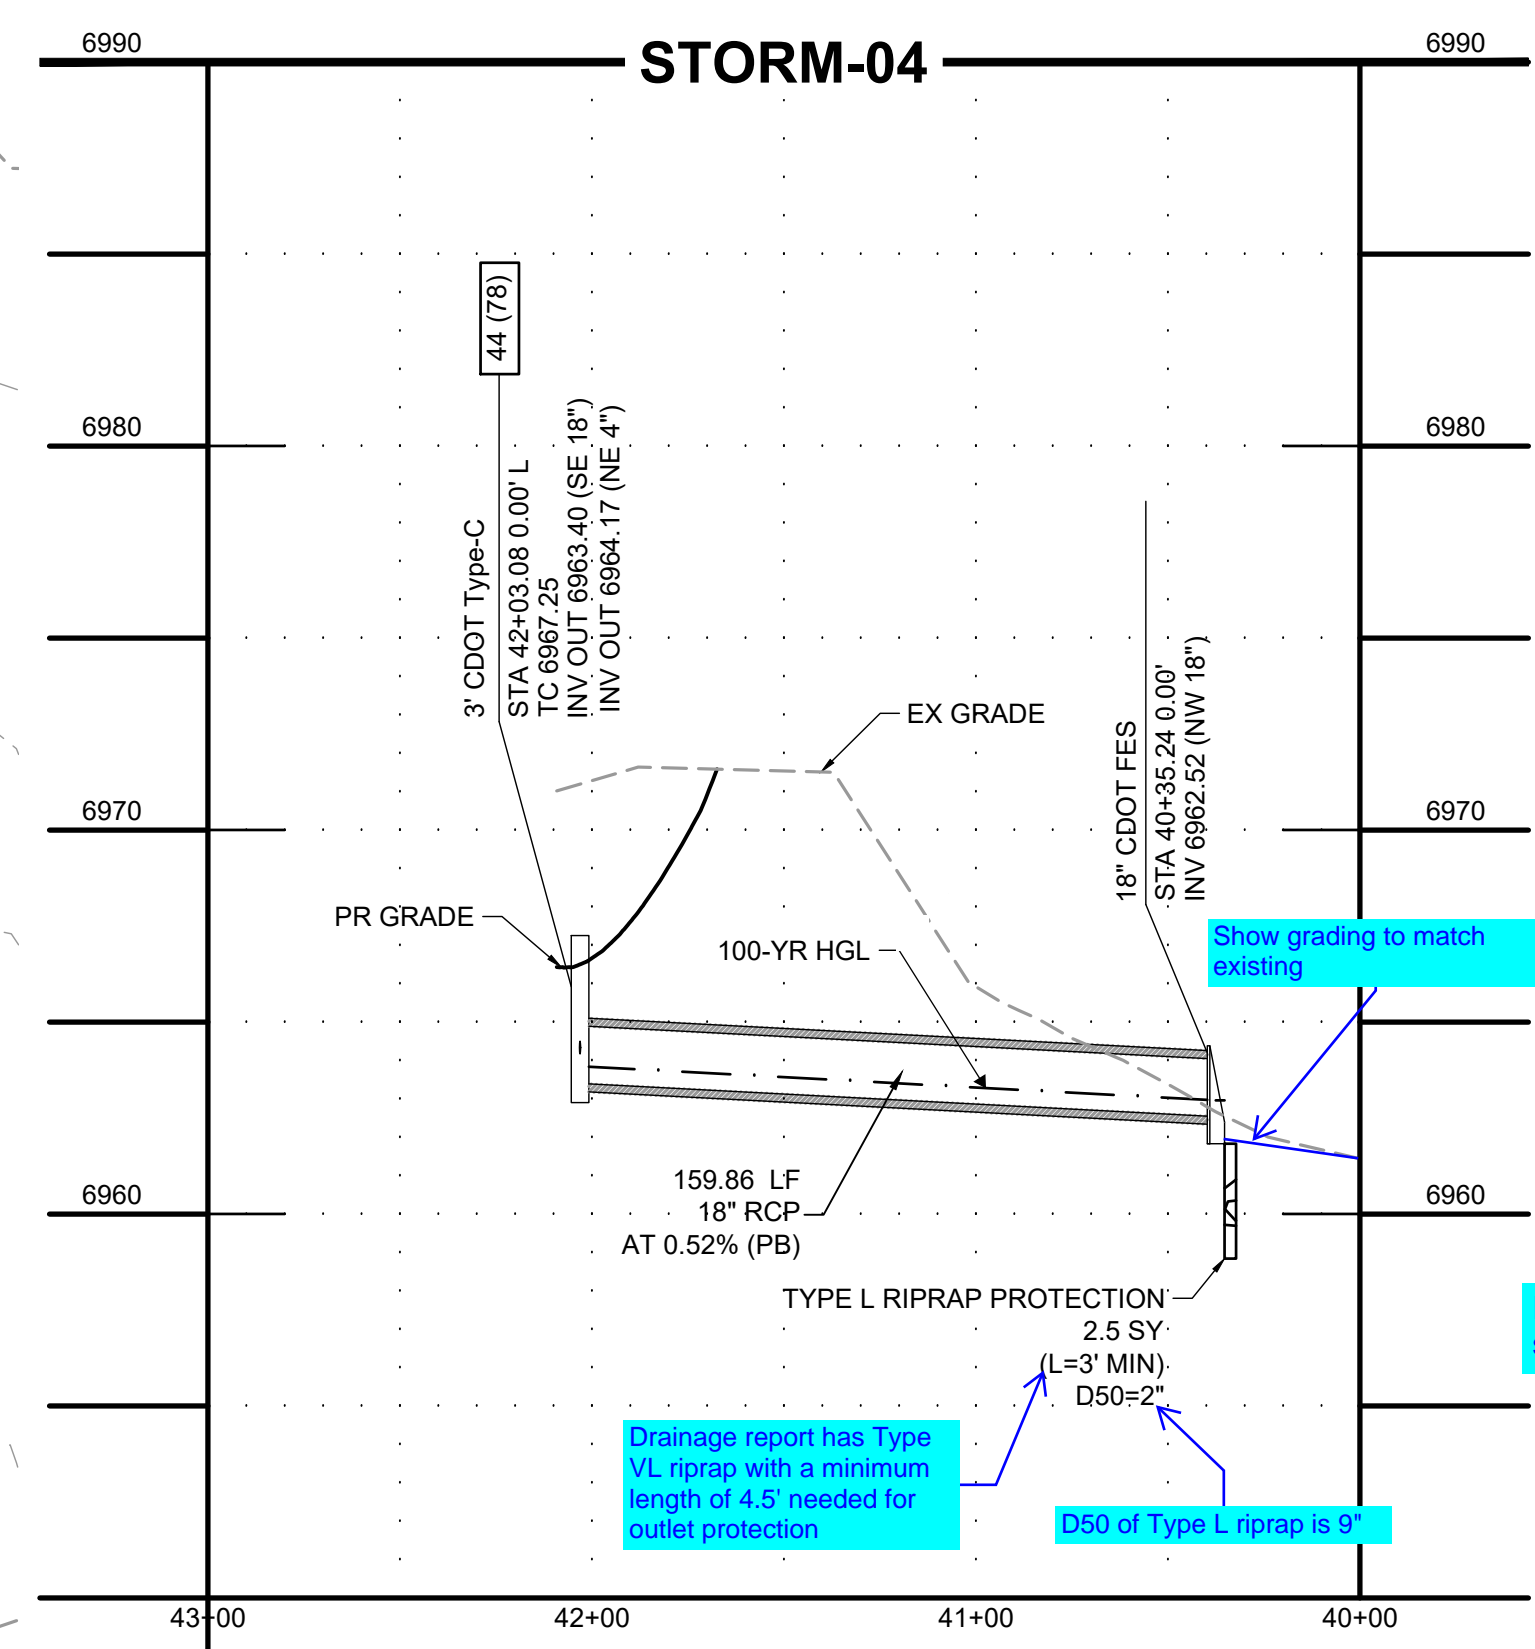 6990
STORM-04
6990
44 (78)
3' CDOT Type-C
STA 42+03.08 0.00' L
TC 6967.25
INV OUT 6963.40 (SE 18")
INV OUT 6964.17 (NE 4")
6980
6980
EX GRADE
18" CDOT FES
STA 40+35.24 0.00'
INV 6962.52 (NW 18")
6970
6970
PR GRADE
100-YR HGL
Show grading to match
existing
159.86 LF
18" RCP
AT 0.52% (PB)
6960
6960
TYPE L RIPRAP PROTECTION
2.5 SY
(L=3' MIN)
D50=2"
Drainage report has Type
VL riprap with a minimum
length of 4.5' needed for
outlet protection
D50 of Type L riprap is 9"
43+00
42+00
41+00
40+00